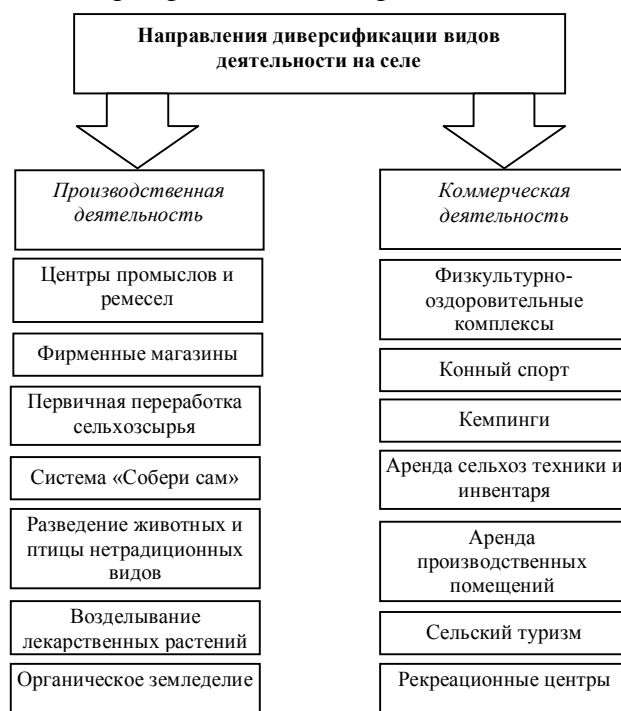 Направления диверсификации видов
деятельности на селе
Производственная
деятельность
Центры промыслов и
ремесел
Фирменные магазины
Первичная переработка
сельхозсырья
Система «Собери сам»
Разведение животных и
птицы нетрадиционных
видов
Возделывание
лекарственных растений
Органическое земледелие
Коммерческая
деятельность
Физкультурно-
оздоровительные
комплексы
Конный спорт
Кемпинги
Аренда сельхоз техники и
инвентаря
Аренда
производственных
помещений
Сельский туризм
Рекреационные центры